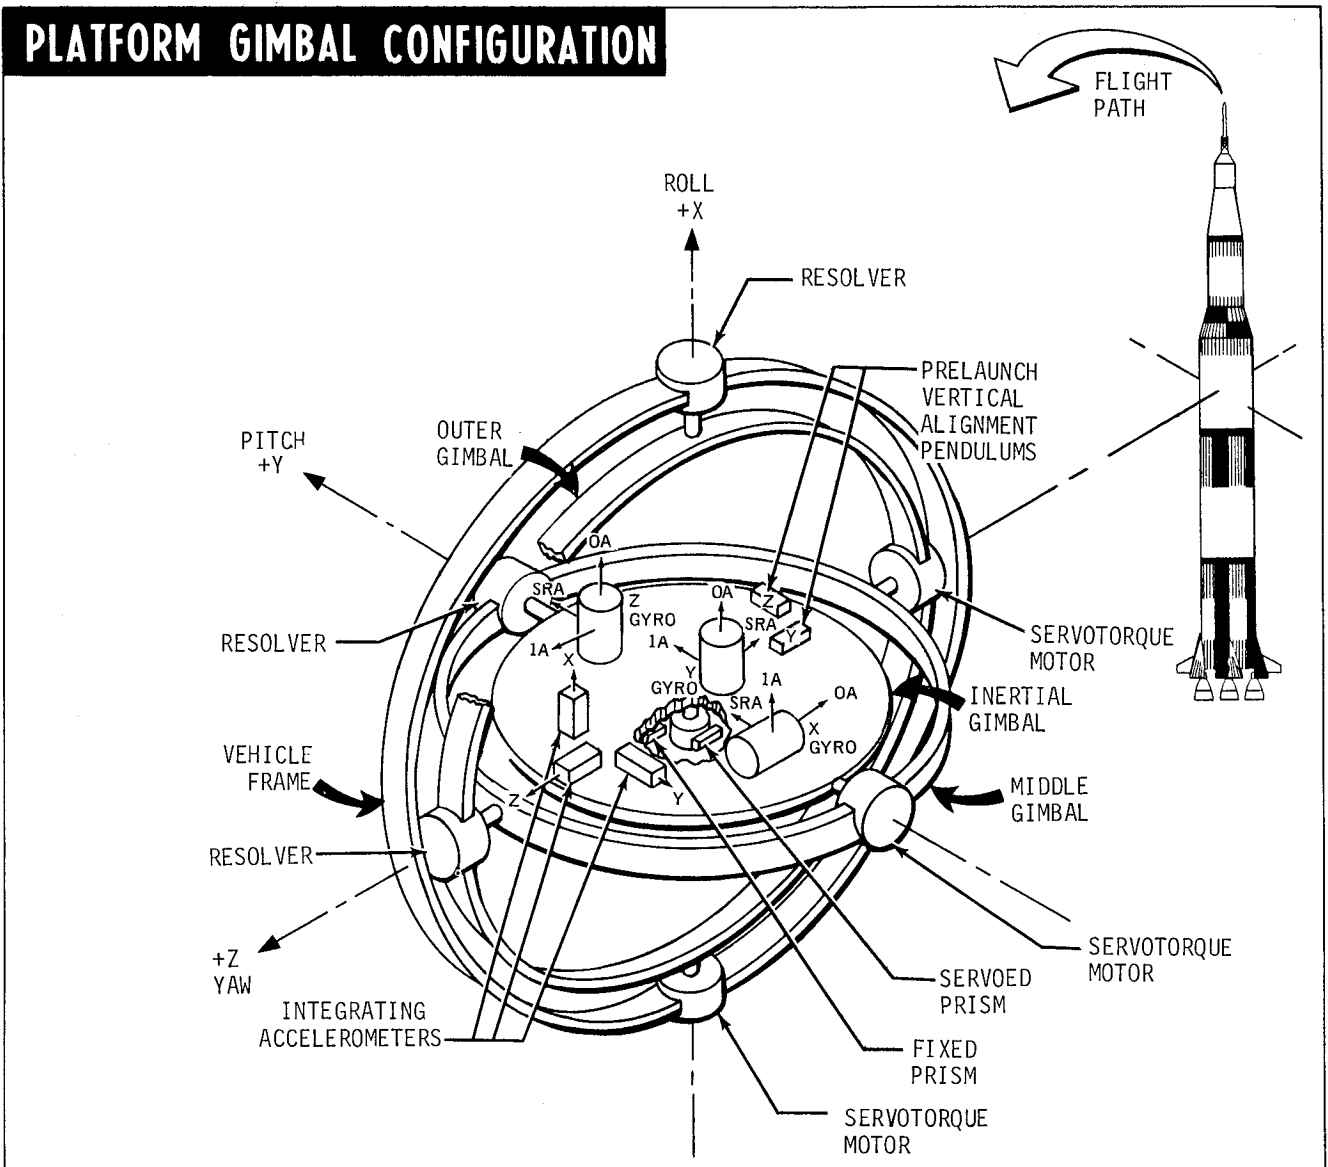 PLATFORM GIMBAL CONFIGURATION
FLIGHT
PATH
ROLL
+X
RESOLVER
PRELAUNCH
VERTICAL
ALIGNMENT
PENDULUMS
OUTER
GIMBAL
PITCH
+Y
OA
SRA
Z
GYRO
1A
OA
SRA
1A
Y
GYRO
Z
Y
RESOLVER
SERVOTORQUE
MOTOR
X
1A
OA
SRA
X
GYRO
INERTIAL
GIMBAL
VEHICLE
FRAME
MIDDLE
GIMBAL
Z
Y
RESOLVER
+Z
YAW
SERVOTORQUE
MOTOR
SERVOED
PRISM
INTEGRATING
ACCELEROMETERS
FIXED
PRISM
SERVOTORQUE
MOTOR